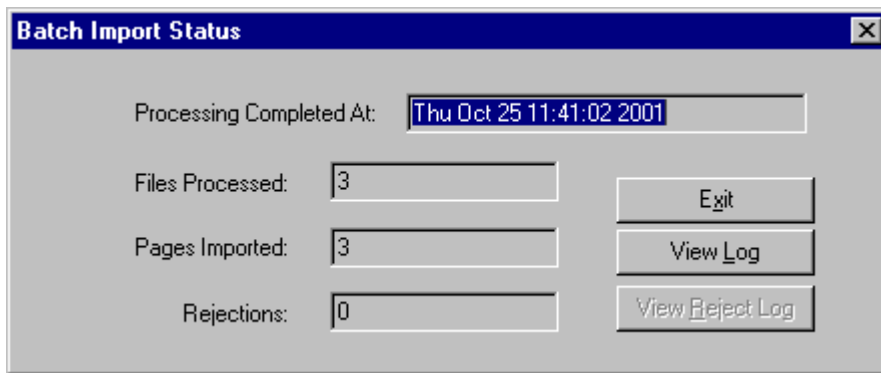 Batch Import Status
Processing Completed At: Thu Oct 25 11:41:02 2001
Files Processed: 3
Exit
Pages Imported: 3
View Log
Rejections: 0
View Reject Log